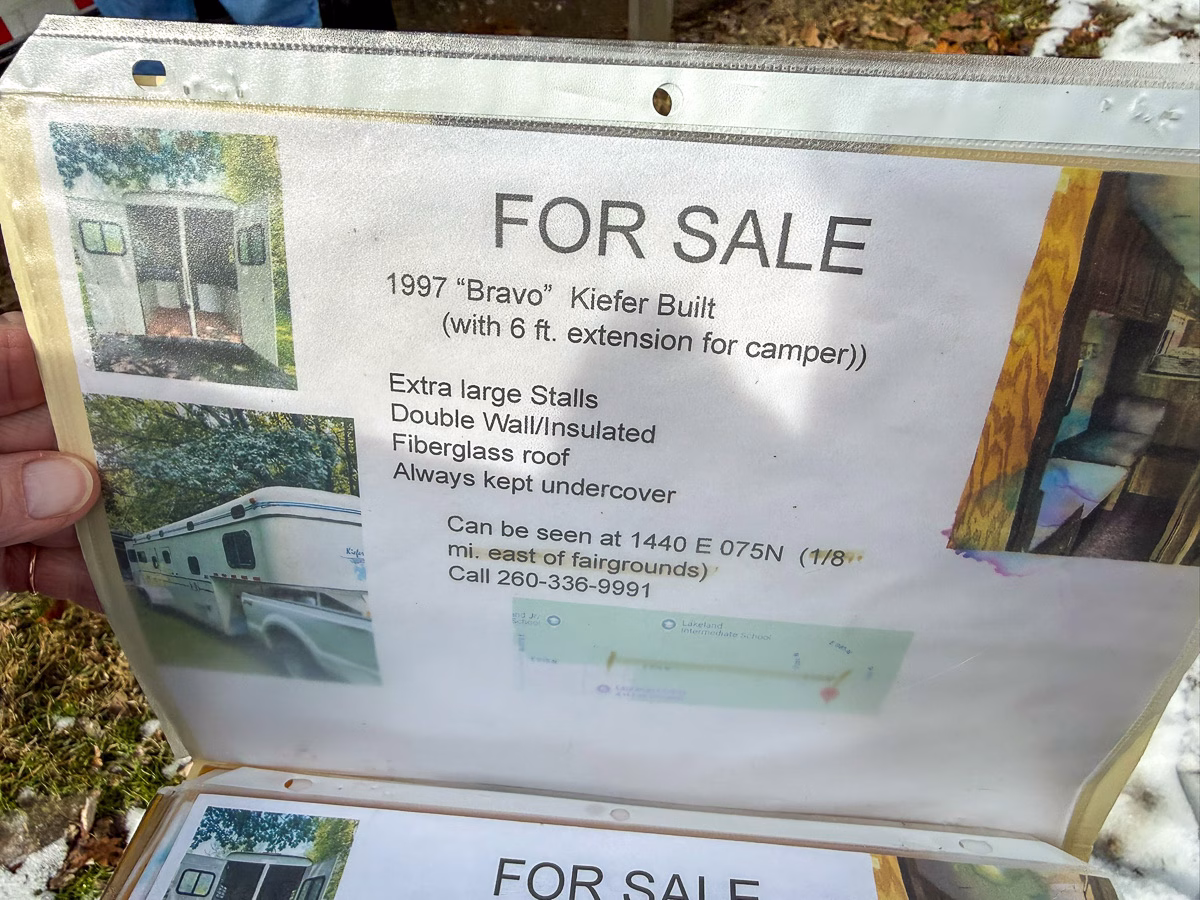 FOR SALE
1997 “Bravo” Kiefer Built
(with 6 ft. extension for camper))
Extra large Stalls
Double Wall/Insulated
Fiberglass roof
Always kept undercover
Can be seen at 1440 E 075N (1/8
mi. east of fairgrounds)
Call 260-336-9991
Kiefer
School
Lakeland
Intermediate School
FOR SALE